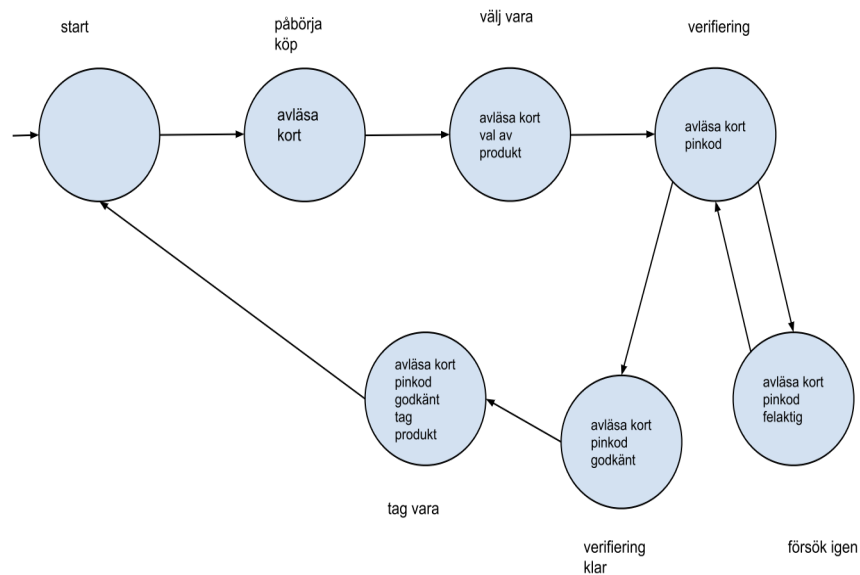 start
påbörja
köp
välj vara
verifiering
avläsa
kort
avläsa kort
val av
produkt
avläsa kort
pinkod
avläsa kort
pinkod
godkänt
tag
produkt
avläsa kort
pinkod
godkänt
avläsa kort
pinkod
felaktig
tag vara
verifiering
klar
försök igen